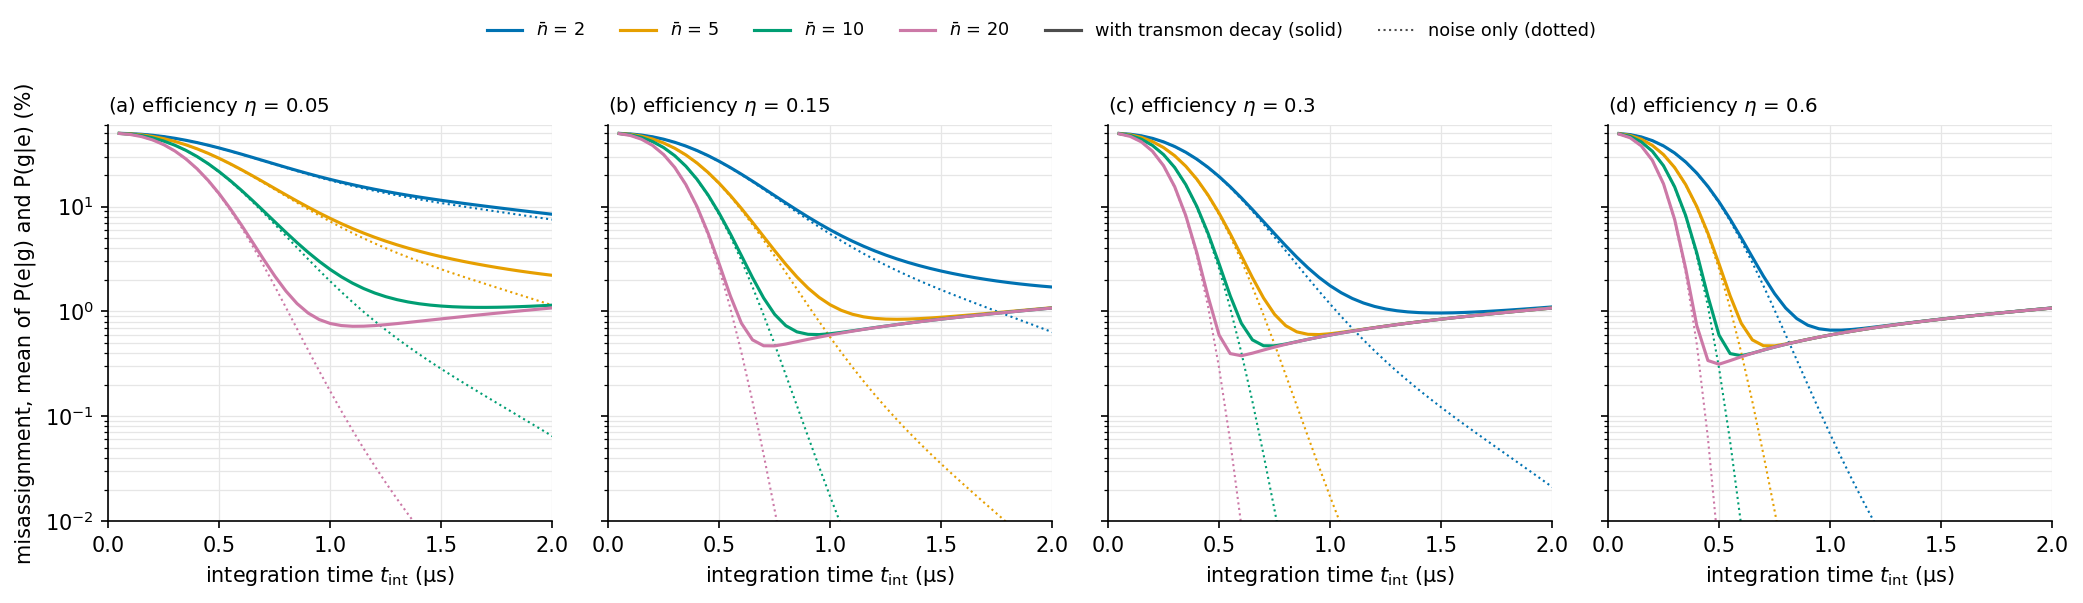 n̄ = 2 n̄ = 5 n̄ = 10 n̄ = 20 with transmon decay (solid) noise only (dotted)
misassignment, mean of P(e|g) and P(g|e) (%)
(a) efficiency η = 0.05
10¹
10⁰
10⁻¹
10⁻²
0.0 0.5 1.0 1.5 2.0
integration time t_int (µs)
(b) efficiency η = 0.15
0.0 0.5 1.0 1.5 2.0
integration time t_int (µs)
(c) efficiency η = 0.3
0.0 0.5 1.0 1.5 2.0
integration time t_int (µs)
(d) efficiency η = 0.6
0.0 0.5 1.0 1.5 2.0
integration time t_int (µs)